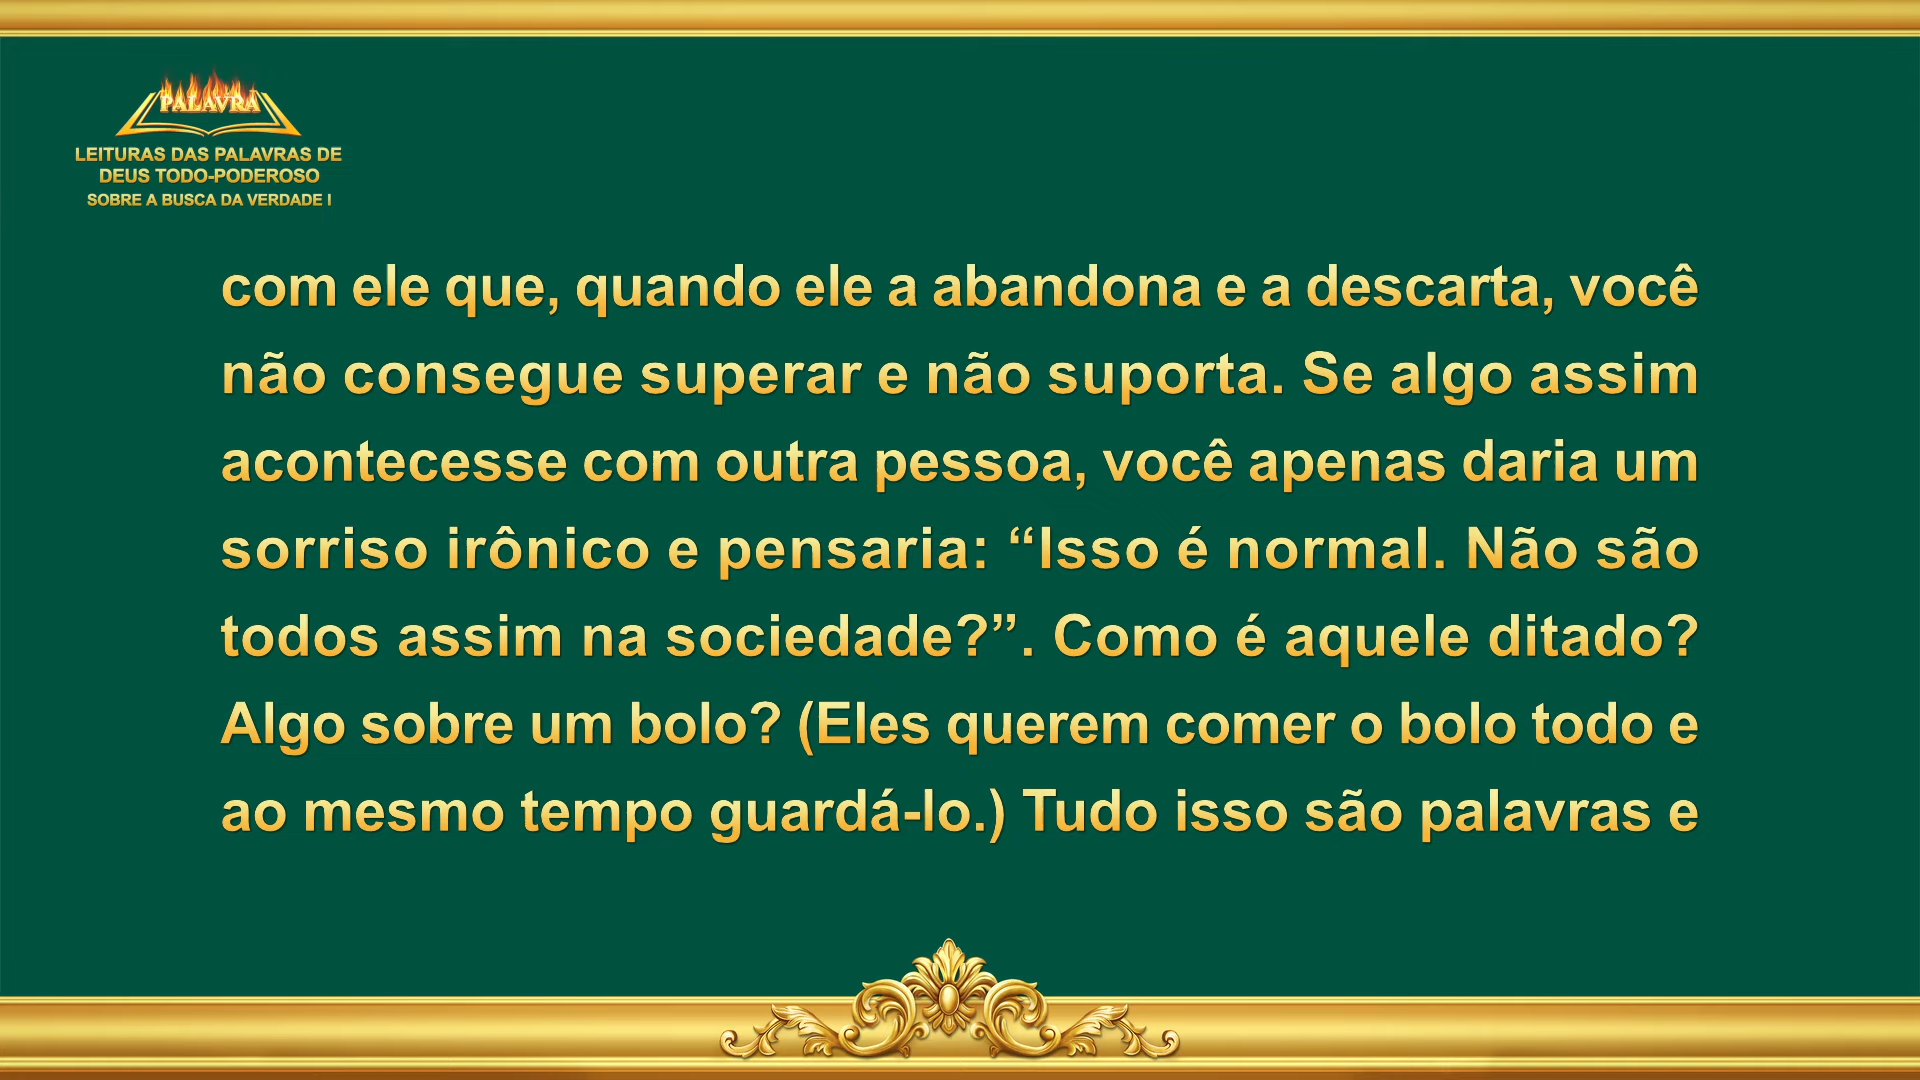 PALAVRA
LEITURAS DAS PALAVRAS DE
DEUS TODO-PODEROSO
SOBRE A BUSCA DA VERDADE I
com ele que, quando ele a abandona e a descarta, você
não consegue superar e não suporta. Se algo assim
acontecesse com outra pessoa, você apenas daria um
sorriso irônico e pensaria: “Isso é normal. Não são
todos assim na sociedade?”. Como é aquele ditado?
Algo sobre um bolo? (Eles querem comer o bolo todo e
ao mesmo tempo guardá-lo.) Tudo isso são palavras e